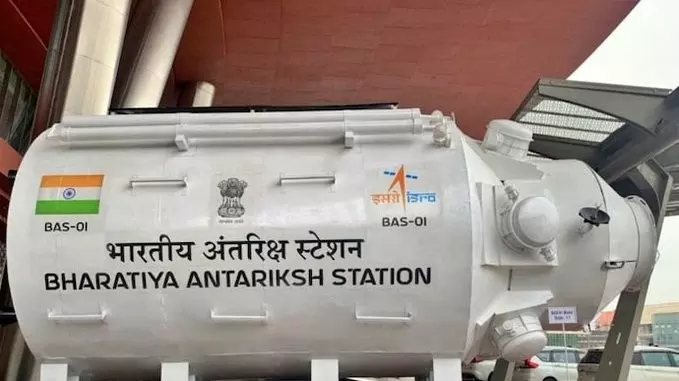 BAS-01
इसरो isro
BAS-01
भारतीय अंतरिक्ष स्टेशन
BHARATIYA ANTARIKSH STATION